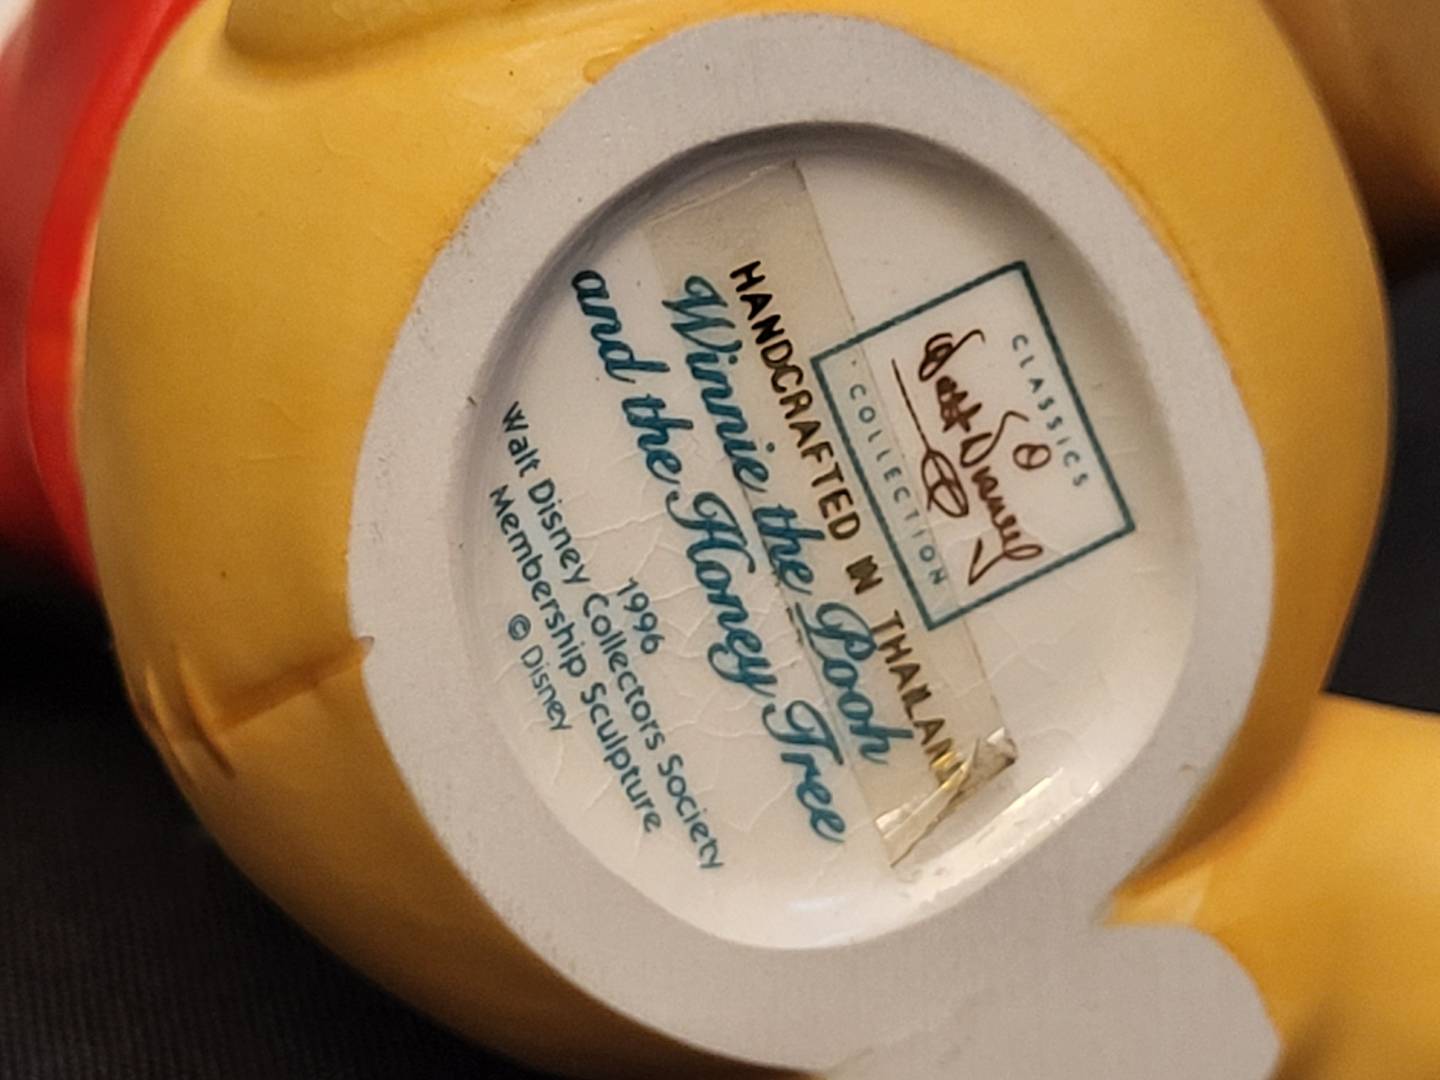 CLASSICS
Walt Disney
· COLLECTION
HANDCRAFTED IN THAILAND
Winnie the Pooh
and the Honey Tree
1996
Walt Disney Collectors Society
Membership Sculpture
© Disney